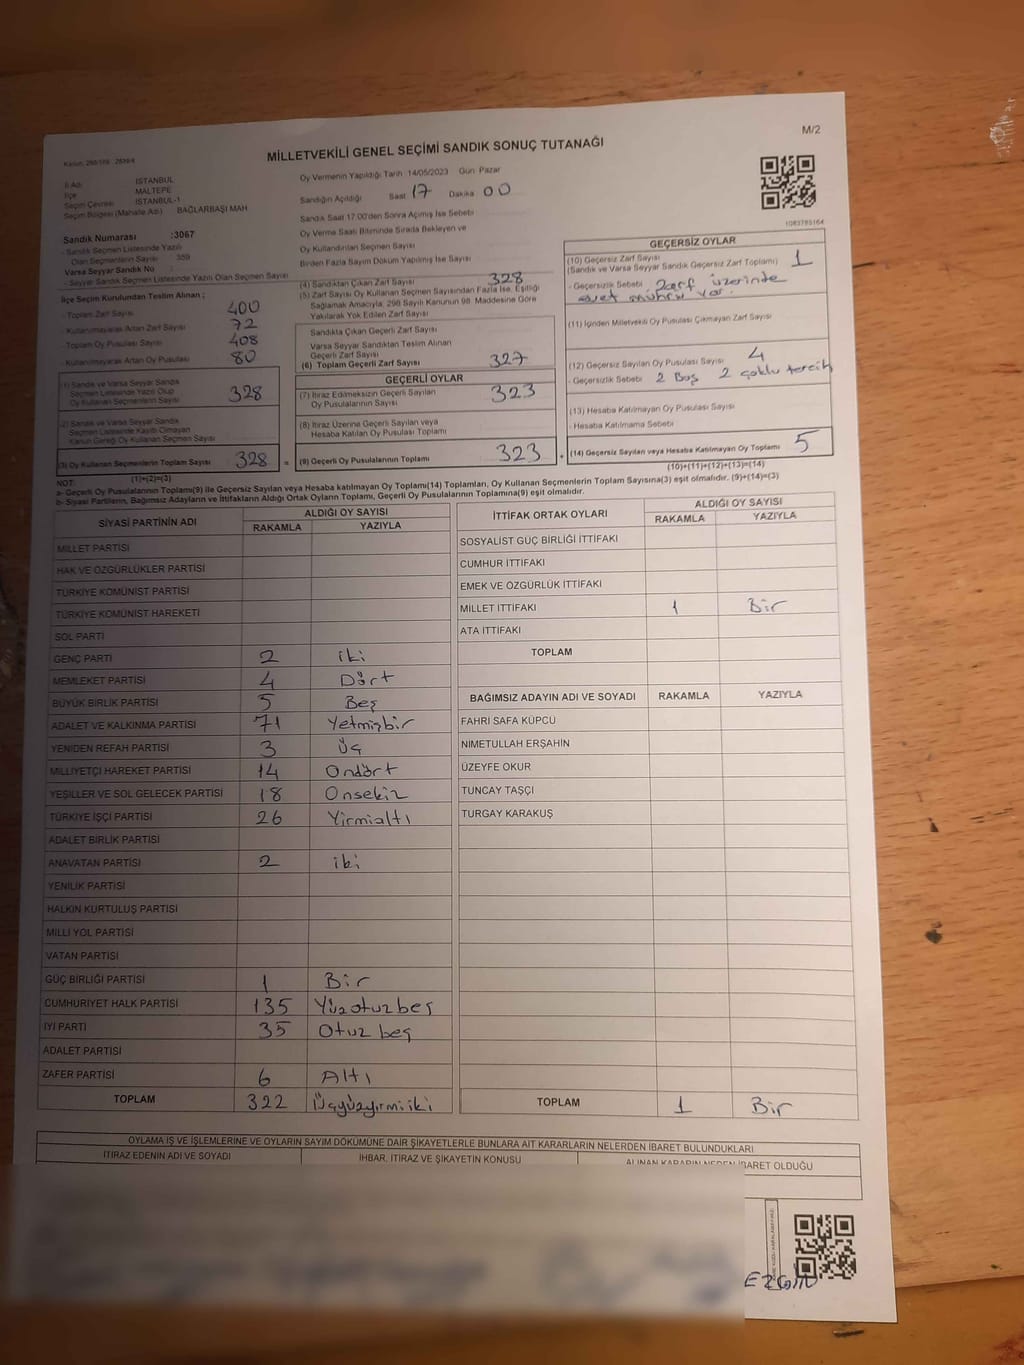 M/2
MİLLETVEKİLİ GENEL SEÇİMİ SANDIK SONUÇ TUTANAĞI
İli Adı İSTANBUL
İlçe MALTEPE
Seçim Çevresi İSTANBUL-1
Seçim Bölgesi (Mahalle Adı) BAĞLARBAŞI MAH
Sandık Numarası :3067
- Sandık Seçmen Listesinde Yazılı
Olan Seçmenlerin Sayısı 359
Varsa Seyyar Sandık No :
- Seyyar Sandık Seçmen Listesinde Yazılı Olan Seçmen Sayısı
İlçe Seçim Kurulundan Teslim Alınan ;
- Toplam Zarf Sayısı 400
- Kullanılmayarak Artan Zarf Sayısı 72
- Toplam Oy Pusulası Sayısı 408
- Kullanılmayarak Artan Oy Pusulası 80
(1) Sandık ve Varsa Seyyar Sandık
Seçmen Listesinde Yazılı Olup
Oy Kullanan Seçmenlerin Sayısı 328
(2) Sandık ve Varsa Seyyar Sandık
Seçmen Listesinde Kayıtlı Olmayan
Kanun Gereği Oy Kullanan Seçmen Sayısı
(3) Oy Kullanan Seçmenlerin Toplam Sayısı 328
(1)+(2)=(3)
Oy Vermenin Yapıldığı Tarih :14/05/2023 Gün :Pazar
Sandığın Açıldığı Saat 17 Dakika 00
Sandık Saat 17.00'den Sonra Açılmış İse Sebebi
Oy Verme Saati Bitiminde Sırada Bekleyen ve
Oy Kullandırılan Seçmen Sayısı
Birden Fazla Sayım Döküm Yapılmış İse Sayısı
(4) Sandıktan Çıkan Zarf Sayısı 328
(5) Zarf Sayısı Oy Kullanan Seçmen Sayısından Fazla İse, Eşitliği
Sağlamak Amacıyla, 298 Sayılı Kanunun 98. Maddesine Göre
Yakılarak Yok Edilen Zarf Sayısı
Sandıkta Çıkan Geçerli Zarf Sayısı
Varsa Seyyar Sandıktan Teslim Alınan
Geçerli Zarf Sayısı
(6) Toplam Geçerli Zarf Sayısı 327
GEÇERLİ OYLAR
(7) İtiraz Edilmeksizin Geçerli Sayılan
Oy Pusulalarının Sayısı 323
(8) İtiraz Üzerine Geçerli Sayılan veya
Hesaba Katılan Oy Pusulası Toplamı
= (9) Geçerli Oy Pusulalarının Toplamı 323
1083785164
GEÇERSİZ OYLAR
(10) Geçersiz Zarf Sayısı
(Sandık ve Varsa Seyyar Sandık Geçersiz Zarf Toplamı) 1
- Geçersizlik Sebebi Zarf üzerinde
evet mührü var.
(11) İçinden Milletvekili Oy Pusulası Çıkmayan Zarf Sayısı
(12) Geçersiz Sayılan Oy Pusulası Sayısı 4
- Geçersizlik Sebebi 2 Boş 2 çoklu tercih
(13) Hesaba Katılmayan Oy Pusulası Sayısı
- Hesaba Katılmama Sebebi
+ (14) Geçersiz Sayılan veya Hesaba Katılmayan Oy Toplamı 5
(10)+(11)+(12)+(13)=(14)
NOT:
a- Geçerli Oy Pusulalarının Toplamı(9) ile Geçersiz Sayılan veya Hesaba katılmayan Oy Toplamı(14) Toplamları, Oy Kullanan Seçmenlerin Toplam Sayısına(3) eşit olmalıdır. (9)+(14)=(3)
b- Siyasi Partilerin, Bağımsız Adayların ve İttifakların Aldığı Ortak Oyların Toplamı, Geçerli Oy Pusulalarının Toplamına(9) eşit olmalıdır.
SİYASİ PARTİNİN ADI ALDIĞI OY SAYISI
RAKAMLA YAZIYLA
MİLLET PARTİSİ
HAK VE ÖZGÜRLÜKLER PARTİSİ
TÜRKİYE KOMÜNİST PARTİSİ
TÜRKİYE KOMÜNİST HAREKETİ
SOL PARTİ
GENÇ PARTİ 2 iki
MEMLEKET PARTİSİ 4 Dört
BÜYÜK BİRLİK PARTİSİ 5 Beş
ADALET VE KALKINMA PARTİSİ 71 Yetmişbir
YENİDEN REFAH PARTİSİ 3 Üç
MİLLİYETÇİ HAREKET PARTİSİ 14 Ondört
YEŞİLLER VE SOL GELECEK PARTİSİ 18 Onsekiz
TÜRKİYE İŞÇİ PARTİSİ 26 Yirmialtı
ADALET BİRLİK PARTİSİ
ANAVATAN PARTİSİ 2 iki
YENİLİK PARTİSİ
HALKIN KURTULUŞ PARTİSİ
MİLLİ YOL PARTİSİ
VATAN PARTİSİ
GÜÇ BİRLİĞİ PARTİSİ 1 Bir
CUMHURİYET HALK PARTİSİ 135 Yüzotuzbeş
İYİ PARTİ 35 Otuz beş
ADALET PARTİSİ
ZAFER PARTİSİ 6 Altı
TOPLAM 322 Üçyüzyirmiiki
İTTİFAK ORTAK OYLARI ALDIĞI OY SAYISI
RAKAMLA YAZIYLA
SOSYALİST GÜÇ BİRLİĞİ İTTİFAKI
CUMHUR İTTİFAKI
EMEK VE ÖZGÜRLÜK İTTİFAKI
MİLLET İTTİFAKI 1 Bir
ATA İTTİFAKI
TOPLAM
BAĞIMSIZ ADAYIN ADI VE SOYADI RAKAMLA YAZIYLA
FAHRİ SAFA KÜPCÜ
NİMETULLAH ERŞAHİN
ÜZEYFE OKUR
TUNCAY TAŞÇI
TURGAY KARAKUŞ
TOPLAM 1 Bir
OYLAMA İŞ VE İŞLEMLERİNE VE OYLARIN SAYIM DÖKÜMÜNE DAİR ŞİKAYETLERLE BUNLARA AİT KARARLARIN NELERDEN İBARET BULUNDUKLARI
İTİRAZ EDENİN ADI VE SOYADI İHBAR, İTİRAZ VE ŞİKAYETİN KONUSU ALINAN KARARIN NEDEN İBARET OLDUĞU